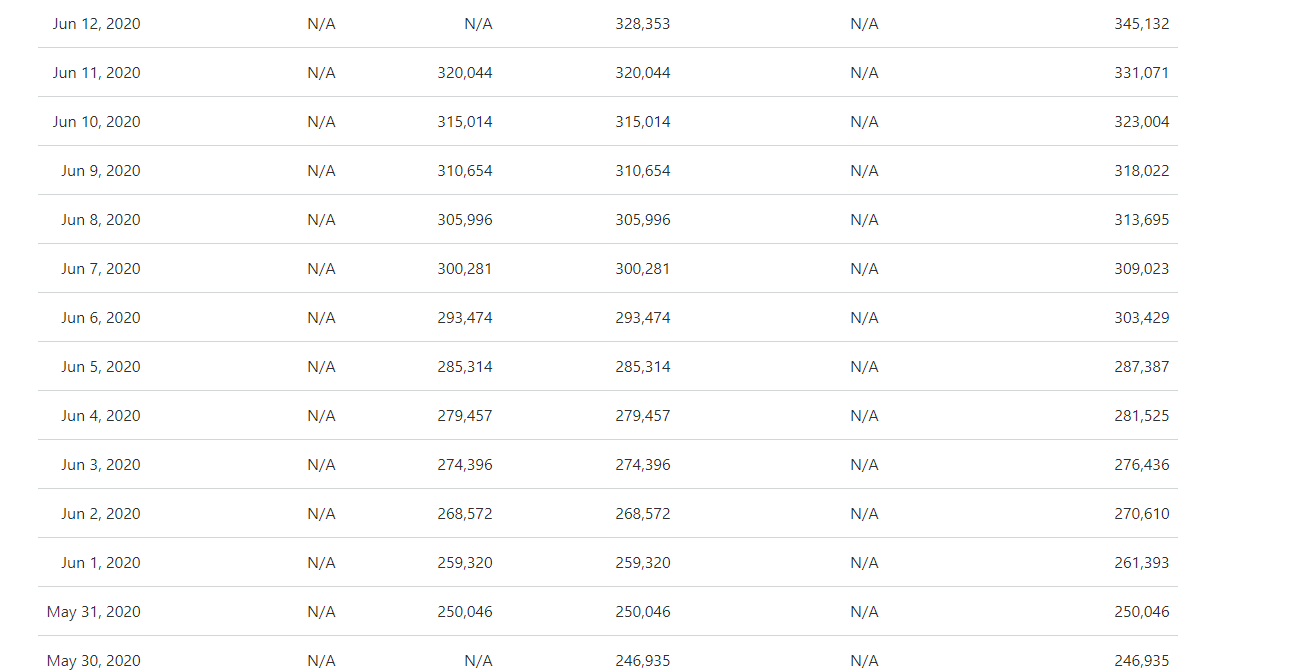 Jun 12, 2020 N/A N/A 328,353 N/A 345,132
Jun 11, 2020 N/A 320,044 320,044 N/A 331,071
Jun 10, 2020 N/A 315,014 315,014 N/A 323,004
Jun 9, 2020 N/A 310,654 310,654 N/A 318,022
Jun 8, 2020 N/A 305,996 305,996 N/A 313,695
Jun 7, 2020 N/A 300,281 300,281 N/A 309,023
Jun 6, 2020 N/A 293,474 293,474 N/A 303,429
Jun 5, 2020 N/A 285,314 285,314 N/A 287,387
Jun 4, 2020 N/A 279,457 279,457 N/A 281,525
Jun 3, 2020 N/A 274,396 274,396 N/A 276,436
Jun 2, 2020 N/A 268,572 268,572 N/A 270,610
Jun 1, 2020 N/A 259,320 259,320 N/A 261,393
May 31, 2020 N/A 250,046 250,046 N/A 250,046
May 30, 2020 N/A N/A 246,935 N/A 246,935